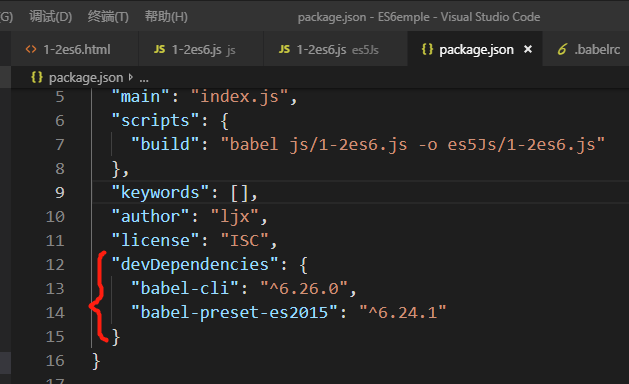 G) 调试(D) 终端(T) 帮助(H) package.json - ES6emple - Visual Studio Code
<> 1-2es6.html JS 1-2es6.js js JS 1-2es6.js es5Js {} package.json × 6 .babelrc
{} package.json › ...
5 "main": "index.js",
6 "scripts": {
7 "build": "babel js/1-2es6.js -o es5Js/1-2es6.js"
8 },
9 "keywords": [],
10 "author": "ljx",
11 "license": "ISC",
12 "devDependencies": {
13 "babel-cli": "^6.26.0",
14 "babel-preset-es2015": "^6.24.1"
15 }
16 }
17